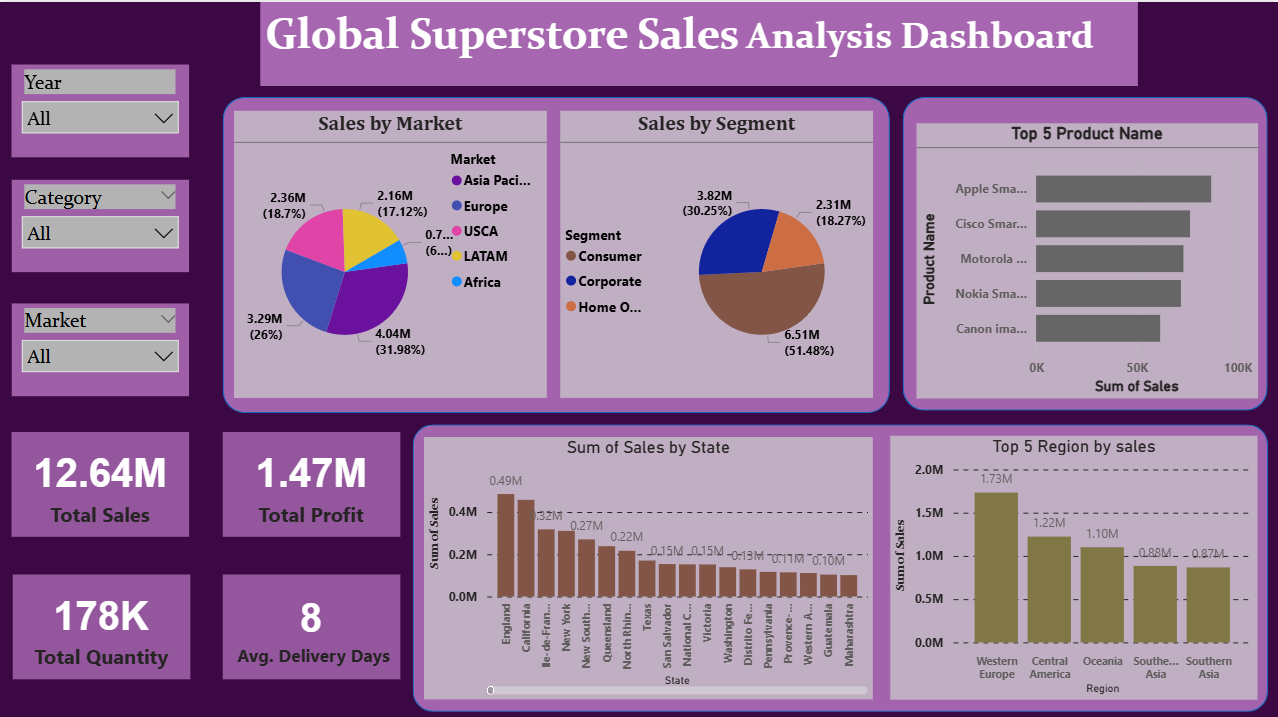 Global Superstore Sales Analysis Dashboard
Year
All
Category
All
Market
All
Sales by Market
2.36M
(18.7%)
2.16M
(17.12%)
0.7...
(6...)
3.29M
(26%)
4.04M
(31.98%)
Market
Asia Paci...
Europe
USCA
LATAM
Africa
Sales by Segment
Segment
Consumer
Corporate
Home O...
3.82M
(30.25%)
2.31M
(18.27%)
6.51M
(51.48%)
Top 5 Product Name
Product Name
Apple Sma...
Cisco Smar...
Motorola ...
Nokia Sma...
Canon ima...
0K 50K 100K
Sum of Sales
12.64M
Total Sales
1.47M
Total Profit
178K
Total Quantity
8
Avg. Delivery Days
Sum of Sales by State
Sum of Sales
0.4M
0.2M
0.0M
0.49M
0.32M
0.27M
0.22M
0.15M
0.15M
0.13M
0.11M
0.10M
England
California
Ile-de-Fran...
New York
New South...
Queensland
North Rhin...
Texas
San Salvador
National C...
Victoria
Washington
Distrito Fe...
Pennsylvania
Provence-...
Western A...
Guatemala
Maharashtra
State
Top 5 Region by sales
Sum of Sales
2.0M
1.5M
1.0M
0.5M
0.0M
1.73M
1.22M
1.10M
0.88M
0.87M
Western
Europe
Central
America
Oceania
Southe...
Asia
Southern
Asia
Region